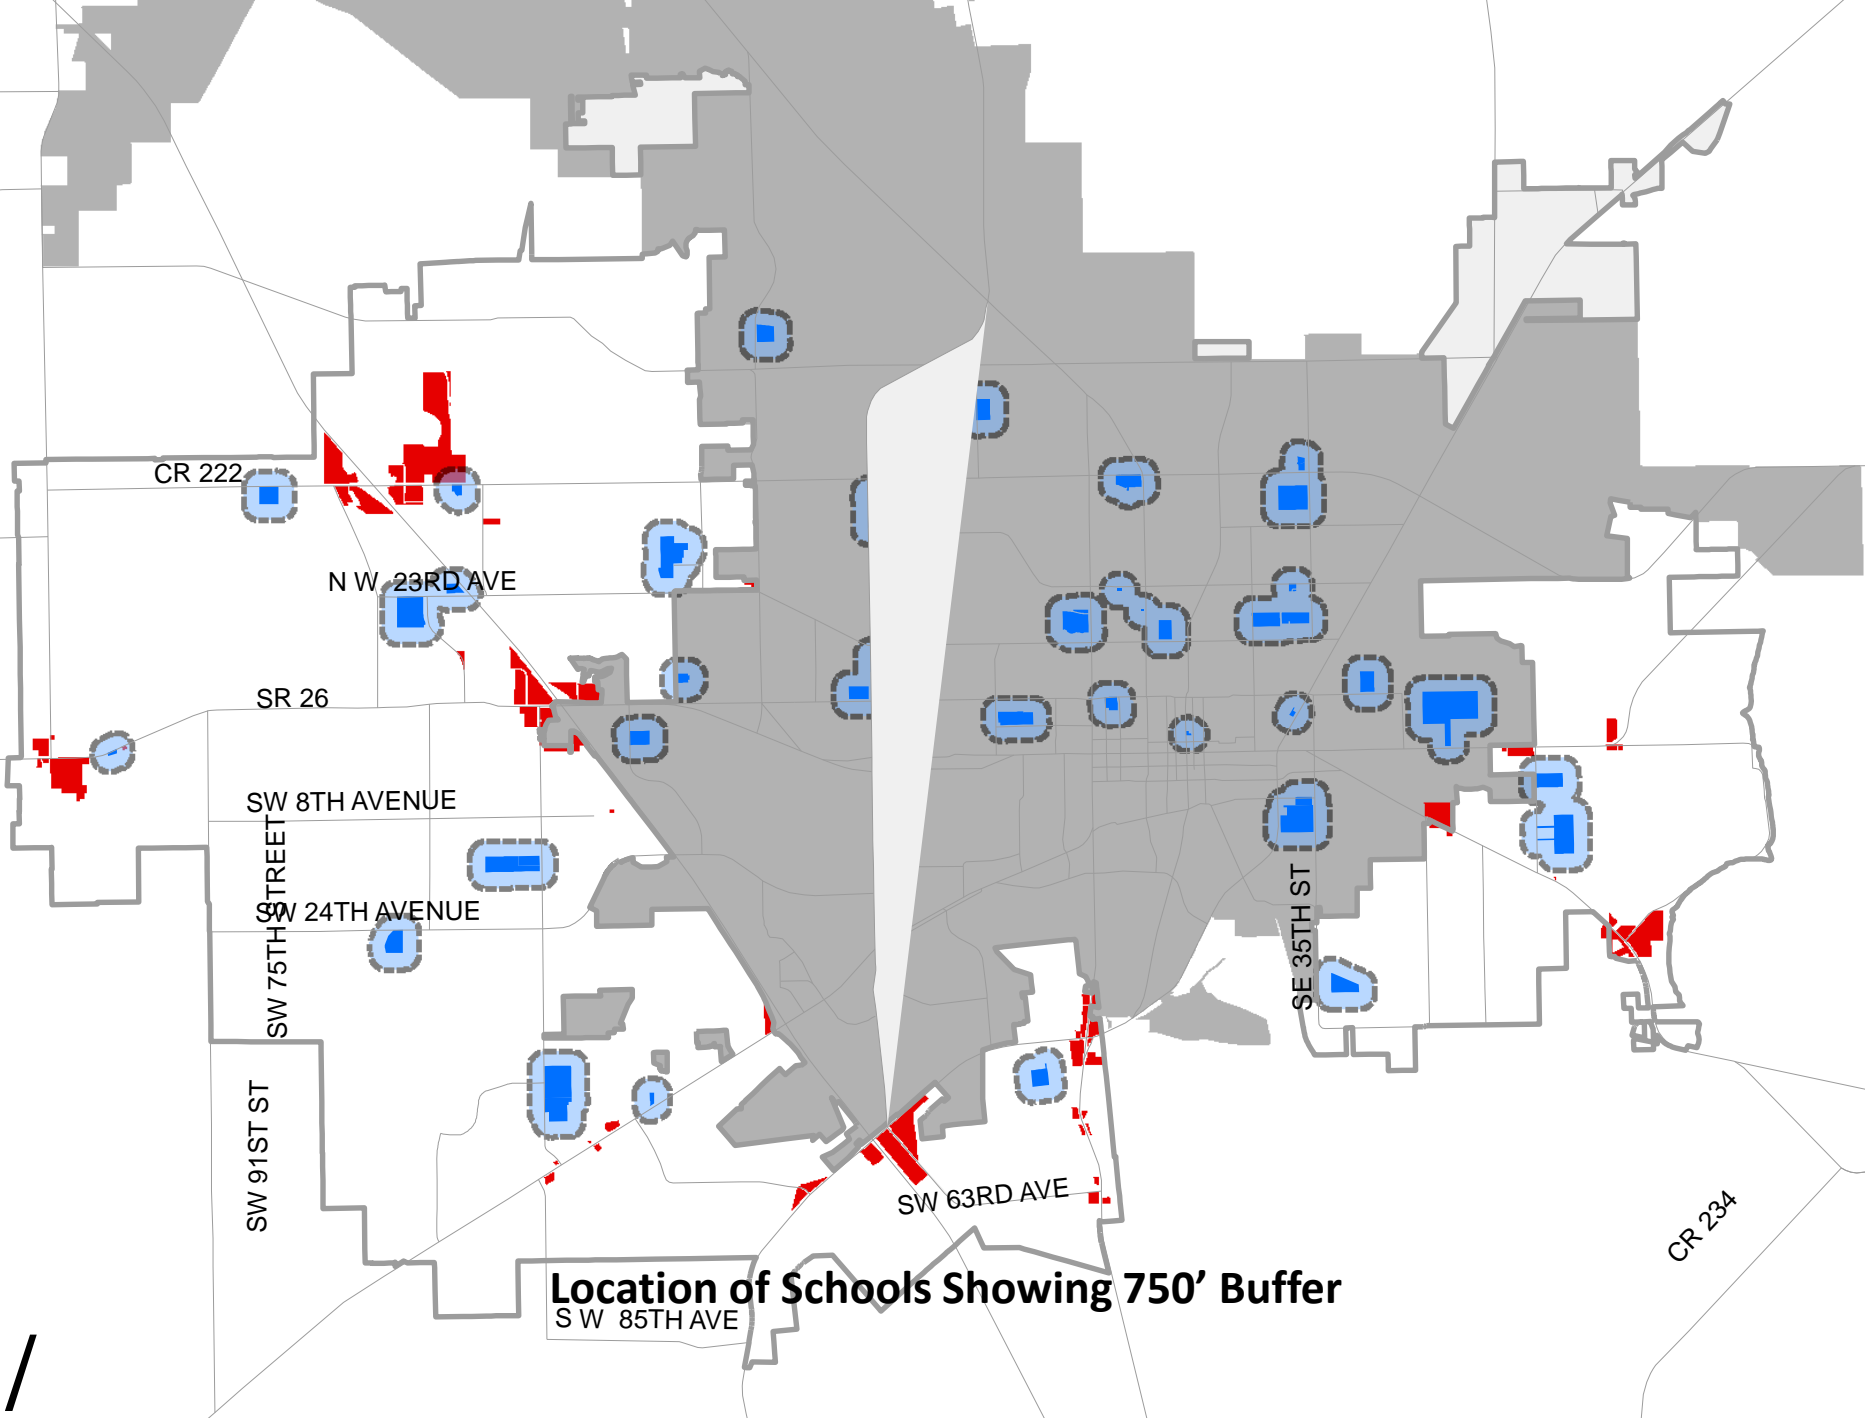 CR 222
N W 23RD AVE
SR 26
SW 8TH AVENUE
SW 75TH STREET
SW 24TH AVENUE
SE 35TH ST
SW 91ST ST
SW 63RD AVE
CR 234
Location of Schools Showing 750’ Buffer
S W 85TH AVE
/